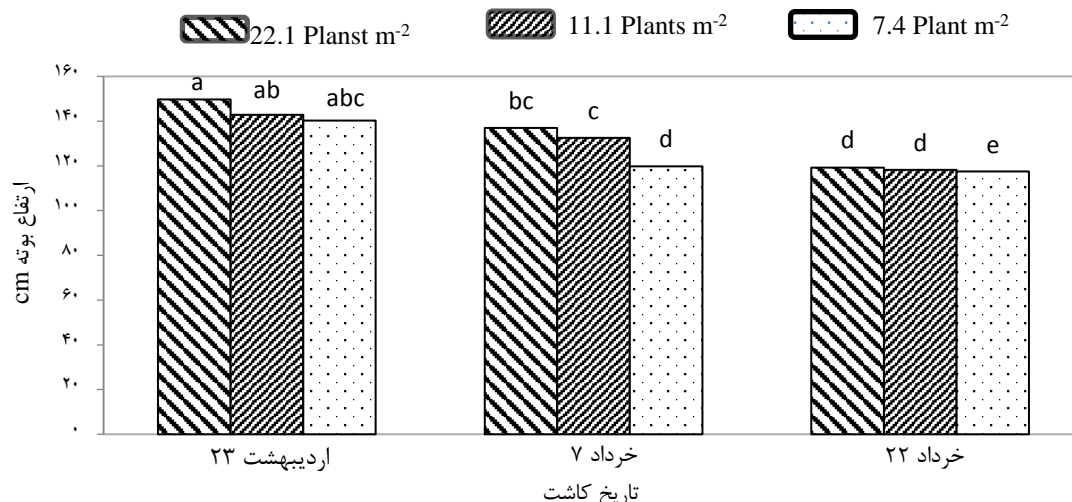 22.1 Planst m-2 11.1 Plants m-2 7.4 Plant m-2
۱۶۰
۱۴۰
۱۲۰
۱۰۰
۸۰
۶۰
۴۰
۲۰
۰
ارتفاع بوته cm
a ab abc bc c d d d e
۲۳ اردیبهشت ۷ خرداد ۲۲ خرداد
تاریخ کاشت